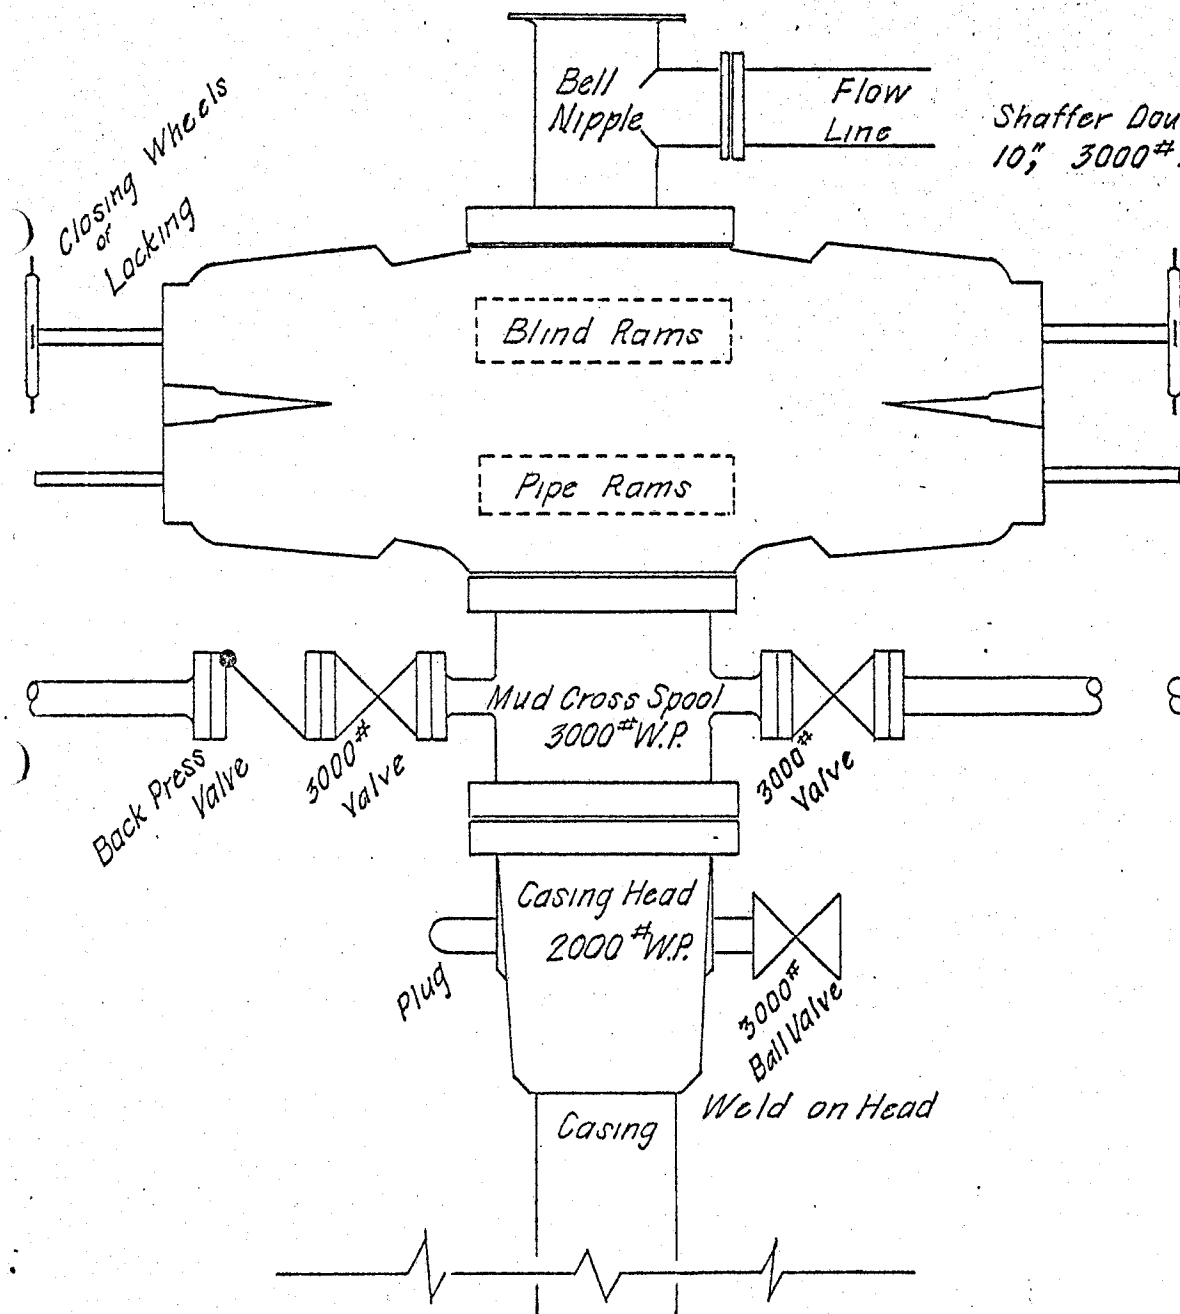 Bell
Nipple
Flow
Line
Shaffer Dou
10", 3000#
Closing Wheels
or
Locking
Blind Rams
Pipe Rams
Mud Cross Spool
3000# W.P.
Back Press
Valve
3000#
Valve
3000#
Valve
Casing Head
2000# W.P.
Plug
3000#
Ball Valve
Weld on Head
Casing